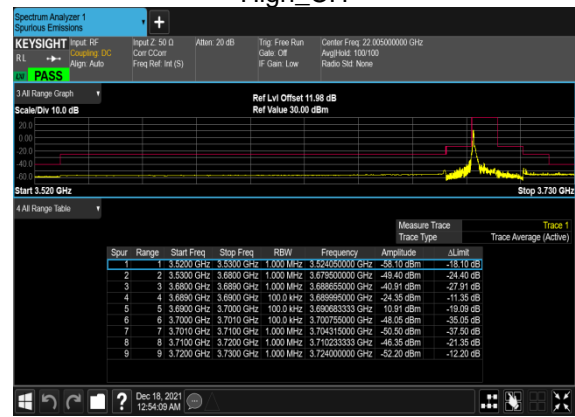 High_CH
Spectrum Analyzer 1
Spurious Emissions
+
KEYSIGHT Input: RF Input Z: 50 Ω Atten: 20 dB Trig: Free Run Center Freq: 22.005000000 GHz
RL Coupling: DC Corr CCorr Gate: Off Avg|Hold: 100/100
Align: Auto Freq Ref: Int (S) IF Gain: Low Radio Std: None
LV PASS
3 All Range Graph
Ref Lvl Offset 11.98 dB
Scale/Div 10.0 dB Ref Value 30.00 dBm
20.0
0.00
-20.0
-40.0
-60.0
Start 3.520 GHz Stop 3.730 GHz
4 All Range Table
Measure Trace Trace 1
Trace Type Trace Average (Active)
Spur Range Start Freq Stop Freq RBW Frequency Amplitude ΔLimit
1 1 3.5200 GHz 3.5300 GHz 1.000 MHz 3.524050000 GHz -58.10 dBm -18.10 dB
2 2 3.5300 GHz 3.6800 GHz 1.000 MHz 3.679500000 GHz -49.40 dBm -24.40 dB
3 3 3.6800 GHz 3.6890 GHz 1.000 MHz 3.688655000 GHz -40.91 dBm -27.91 dB
4 4 3.6890 GHz 3.6900 GHz 100.0 kHz 3.689995000 GHz -24.35 dBm -11.35 dB
5 5 3.6900 GHz 3.7000 GHz 100.0 kHz 3.690683333 GHz 10.91 dBm -19.09 dB
6 6 3.7000 GHz 3.7010 GHz 100.0 kHz 3.700755000 GHz -48.05 dBm -35.05 dB
7 7 3.7010 GHz 3.7100 GHz 1.000 MHz 3.704315000 GHz -50.50 dBm -37.50 dB
8 8 3.7100 GHz 3.7200 GHz 1.000 MHz 3.710233333 GHz -46.35 dBm -21.35 dB
9 9 3.7200 GHz 3.7300 GHz 1.000 MHz 3.724000000 GHz -52.20 dBm -12.20 dB
? Dec 18, 2021
12:54:09 AM